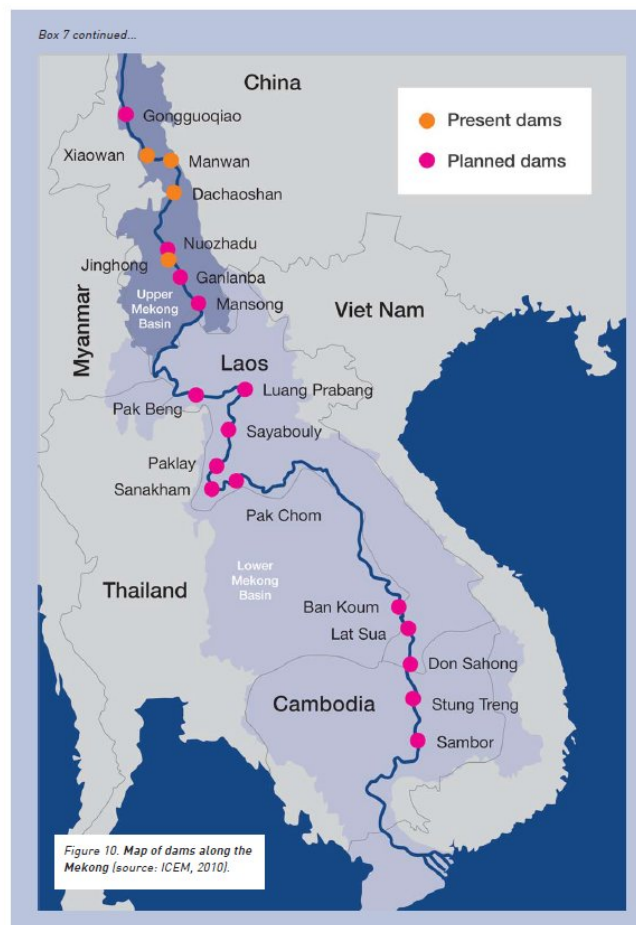 Box 7 continued...
China
Present dams
Planned dams
Gongguoqiao
Xiaowan
Manwan
Dachaoshan
Nuozhadu
Jinghong
Ganlanba
Mansong
Upper
Mekong
Basin
Myanmar
Viet Nam
Laos
Luang Prabang
Pak Beng
Sayabouly
Paklay
Sanakham
Pak Chom
Lower
Mekong
Basin
Thailand
Ban Koum
Lat Sua
Don Sahong
Cambodia
Stung Treng
Sambor
Figure 10. Map of dams along the
Mekong (source: ICEM, 2010).